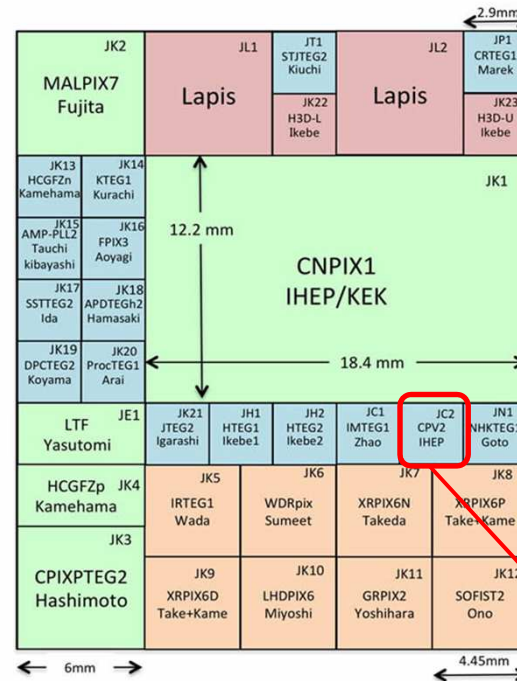 2.9mm
JK2
MALPIX7
Fujita
JL1
Lapis
JT1
STJTEG2
Kiuchi
JK22
H3D-L
Ikebe
JL2
Lapis
JP1
CRTEG1
Marek
JK23
H3D-U
Ikebe
JK13
HCGFZn
Kamehama
JK14
KTEG1
Kurachi
JK15
AMP-PLL2
Tauchi
kibayashi
JK16
FPIX3
Aoyagi
JK17
SSTTEG2
Ida
JK18
APDTEGh2
Hamasaki
JK19
DPCTEG2
Koyama
JK20
ProcTEG1
Arai
JK1
12.2 mm
CNPIX1
IHEP/KEK
18.4 mm
JE1
LTF
Yasutomi
JK21
JTEG2
Igarashi
JH1
HTEG1
Ikebe1
JH2
HTEG2
Ikebe2
JC1
IMTEG1
Zhao
JC2
CPV2
IHEP
JN1
NHKTEG1
Goto
HCGFZp JK4
Kamehama
JK5
IRTEG1
Wada
JK6
WDRpix
Sumeet
JK7
XRPIX6N
Takeda
JK8
XRPIX6P
Take+Kame
JK3
CPIXPTEG2
Hashimoto
JK9
XRPIX6D
Take+Kame
JK10
LHDPIX6
Miyoshi
JK11
GRPIX2
Yoshihara
JK12
SOFIST2
Ono
6mm
4.45mm